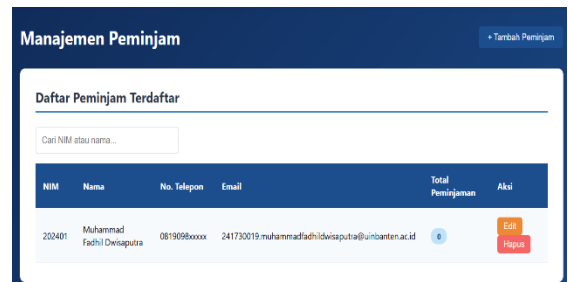 Manajemen Peminjam
+ Tambah Peminjam
Daftar Peminjam Terdaftar
Cari NIM atau nama...
NIM Nama No. Telepon Email Total Peminjaman Aksi
202401 Muhammad Fadhil Dwisaputra 0819098xxxxx 241730019.muhammadfadhildwisaputra@uinbanten.ac.id 0 Edit
Hapus